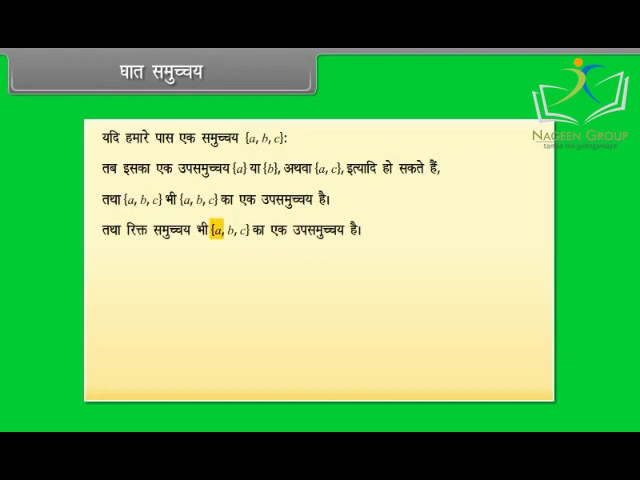 घात समुच्चय
NAGEEN GROUP
यदि हमारे पास एक समुच्चय {a, b, c}:
तब इसका एक उपसमुच्चय {a} या {b}, अथवा {a, c}, इत्यादि हो सकते हैं,
तथा {a, b, c} भी {a, b, c} का एक उपसमुच्चय है।
तथा रिक्त समुच्चय भी {a, b, c} का एक उपसमुच्चय है।